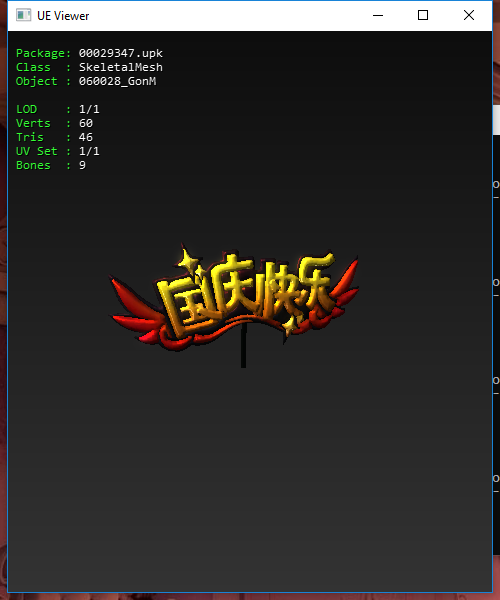 UE Viewer
Package: 00029347.upk
Class : SkeletalMesh
Object : 060028_GonM
LOD : 1/1
Verts : 60
Tris : 46
UV Set : 1/1
Bones : 9
国庆快乐